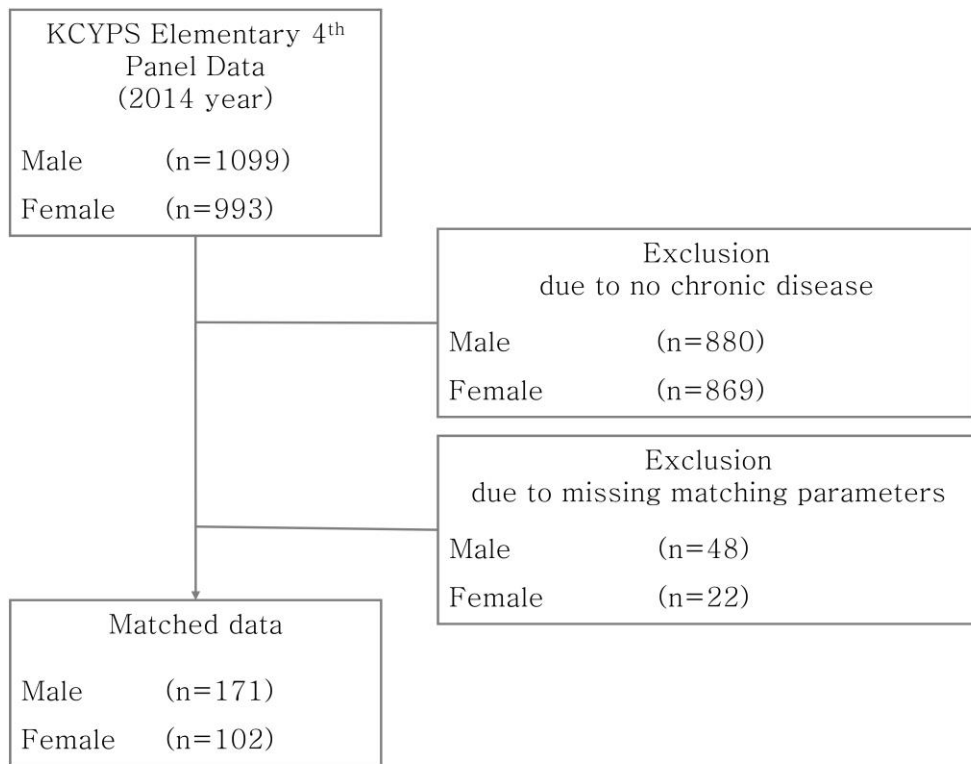 KCYPS Elementary 4th
Panel Data
(2014 year)
Male (n=1099)
Female (n=993)
Exclusion
due to no chronic disease
Male (n=880)
Female (n=869)
Exclusion
due to missing matching parameters
Male (n=48)
Female (n=22)
Matched data
Male (n=171)
Female (n=102)